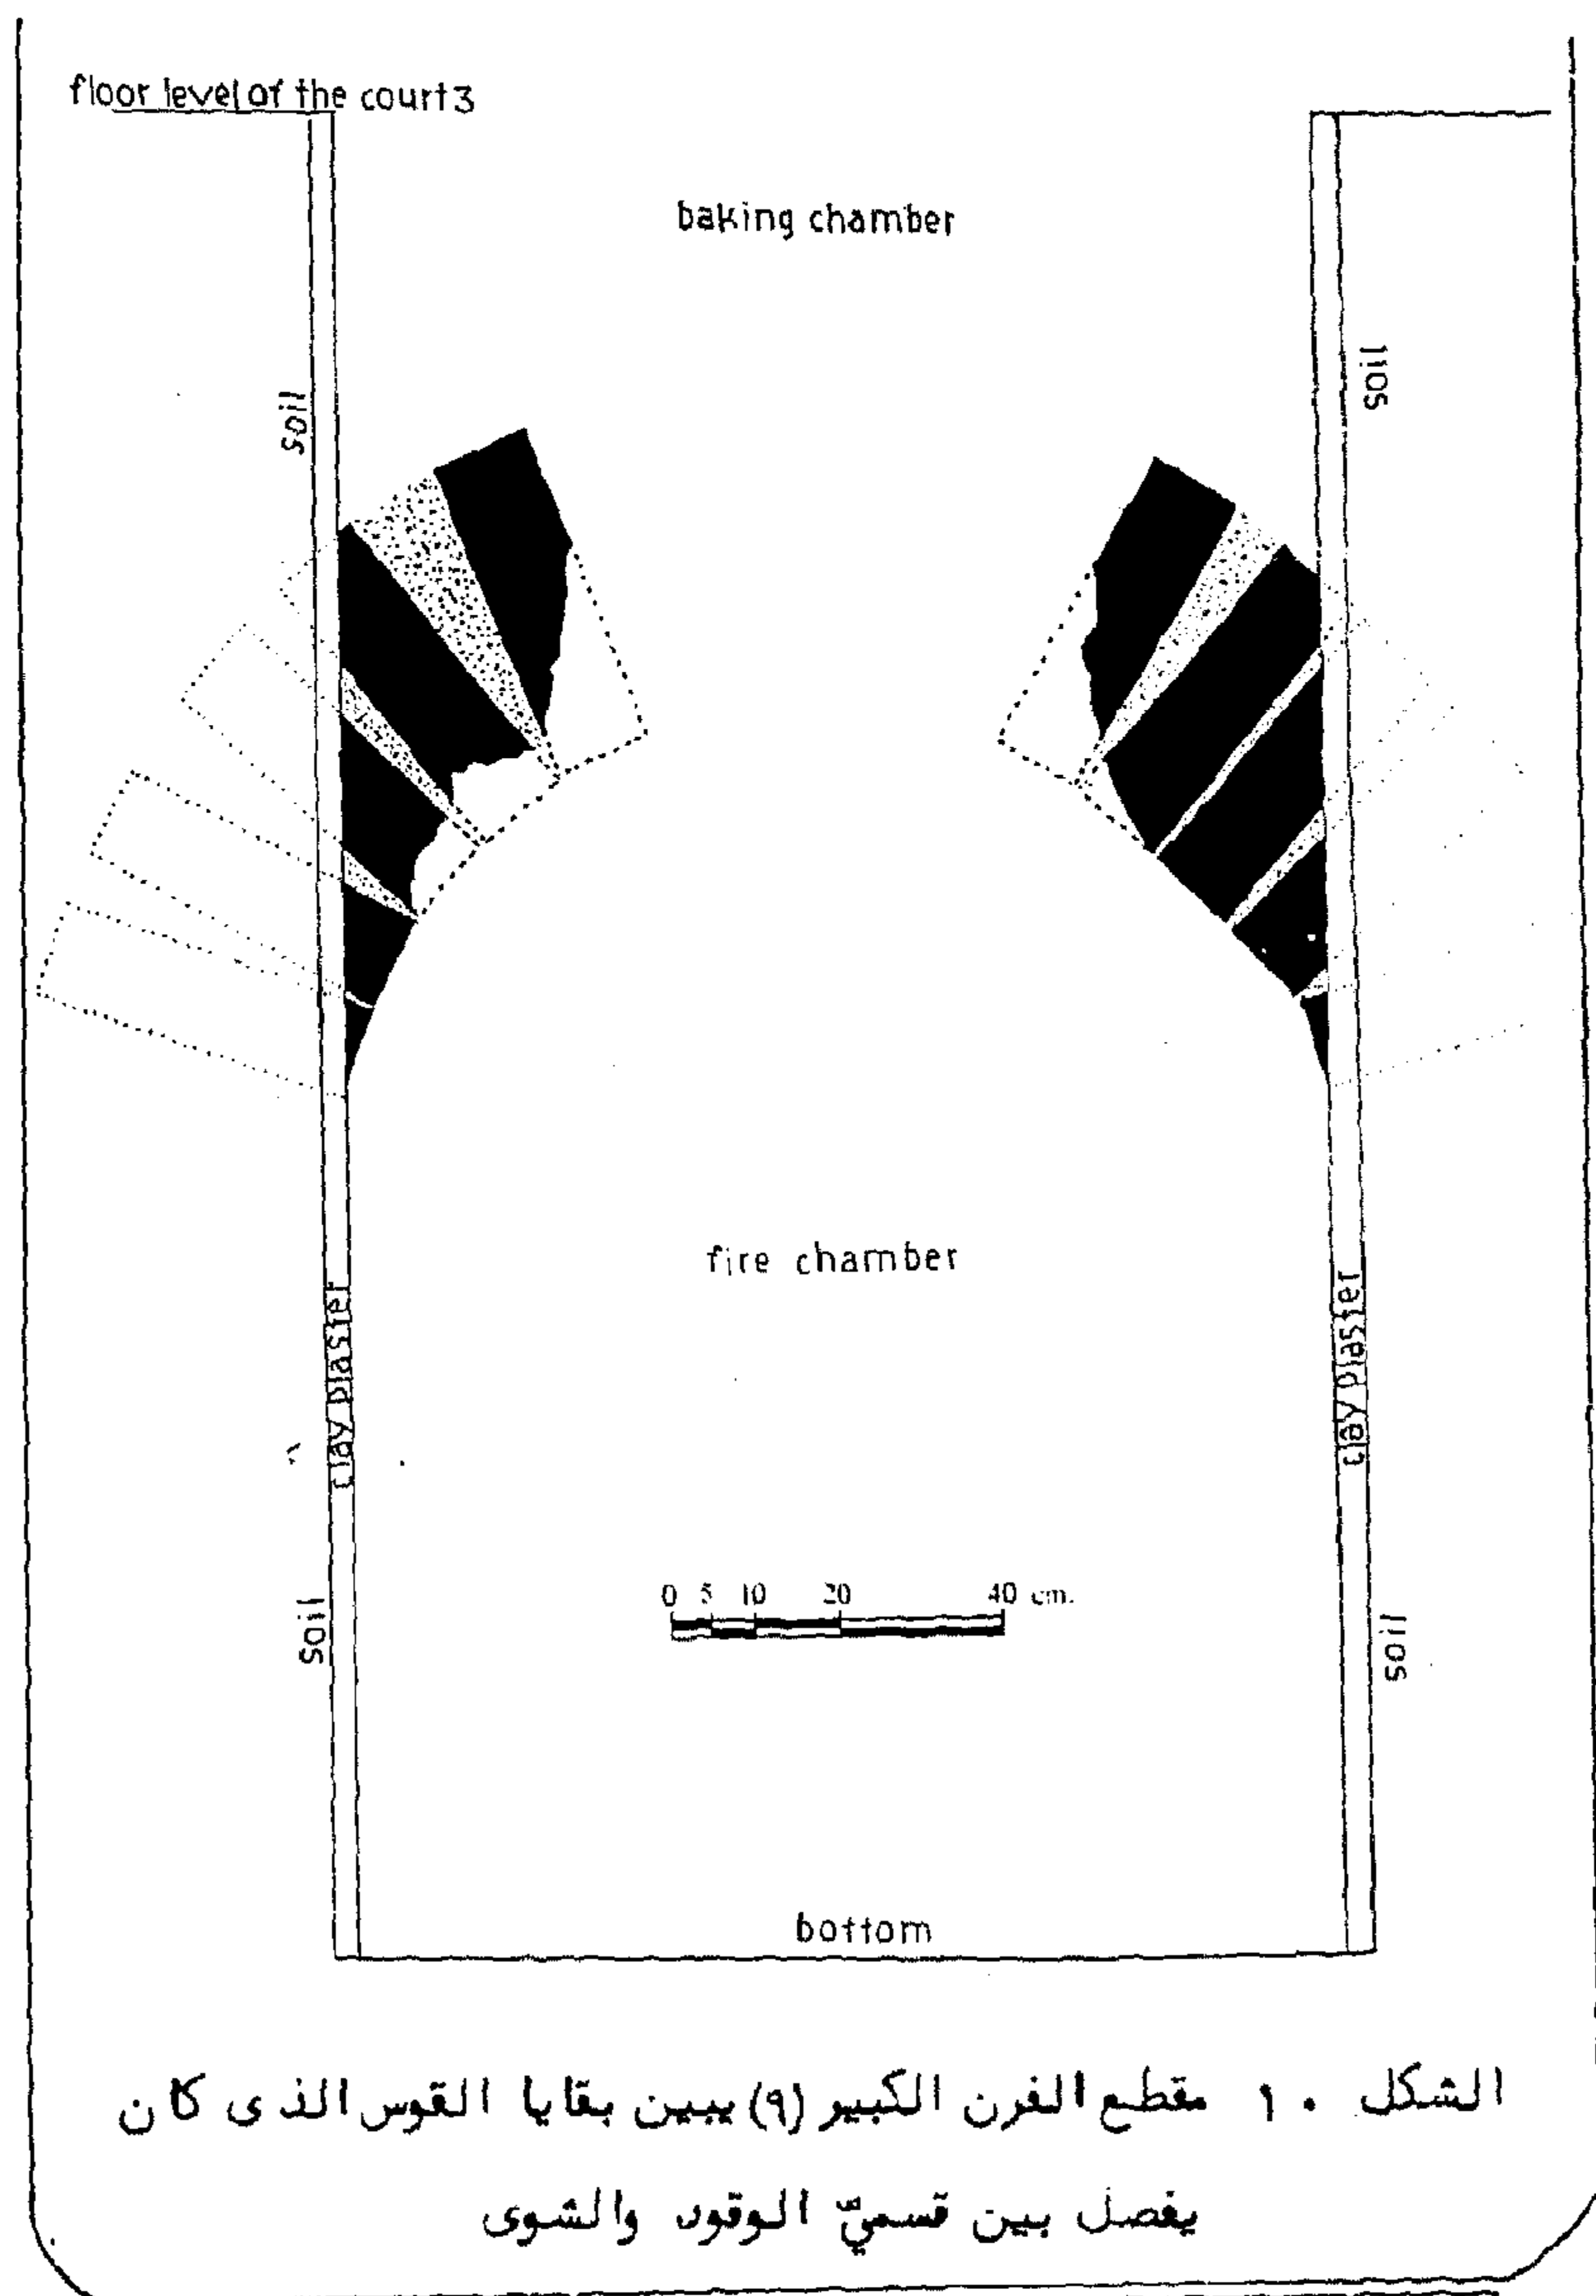 floor level of the court 3
baking chamber
soil
soil
fire chamber
clay plaster
clay plaster
0 5 10 20 40 cm.
soil
soil
bottom
الشكل ١٠ مقطع الفرن الكبير (٩) يبين بقايا القوس الذى كان
يفصل بين قسميّ الوقود والشوى